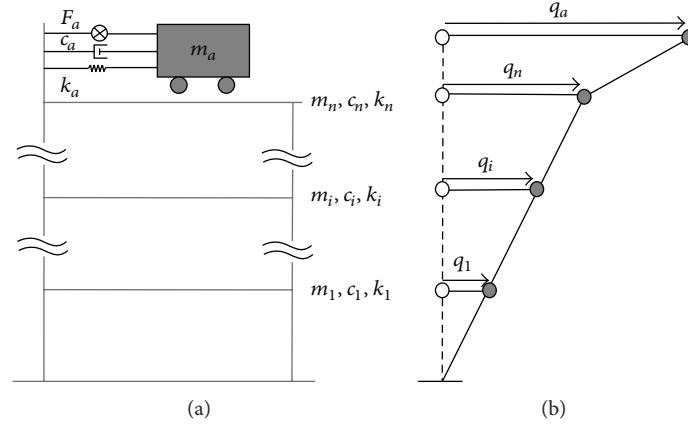 F_a
c_a
k_a
m_a
m_n, c_n, k_n
m_i, c_i, k_i
m_1, c_1, k_1
(a)
q_a
q_n
q_i
q_1
(b)